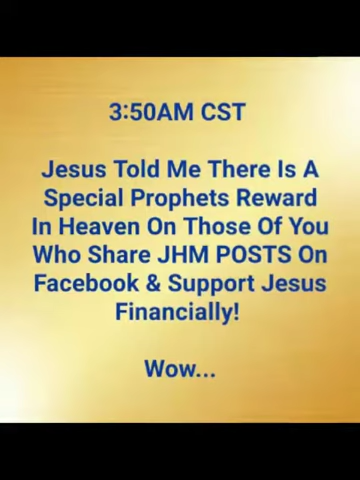 3:50AM CST
Jesus Told Me There Is A
Special Prophets Reward
In Heaven On Those Of You
Who Share JHM POSTS On
Facebook & Support Jesus
Financially!
Wow...